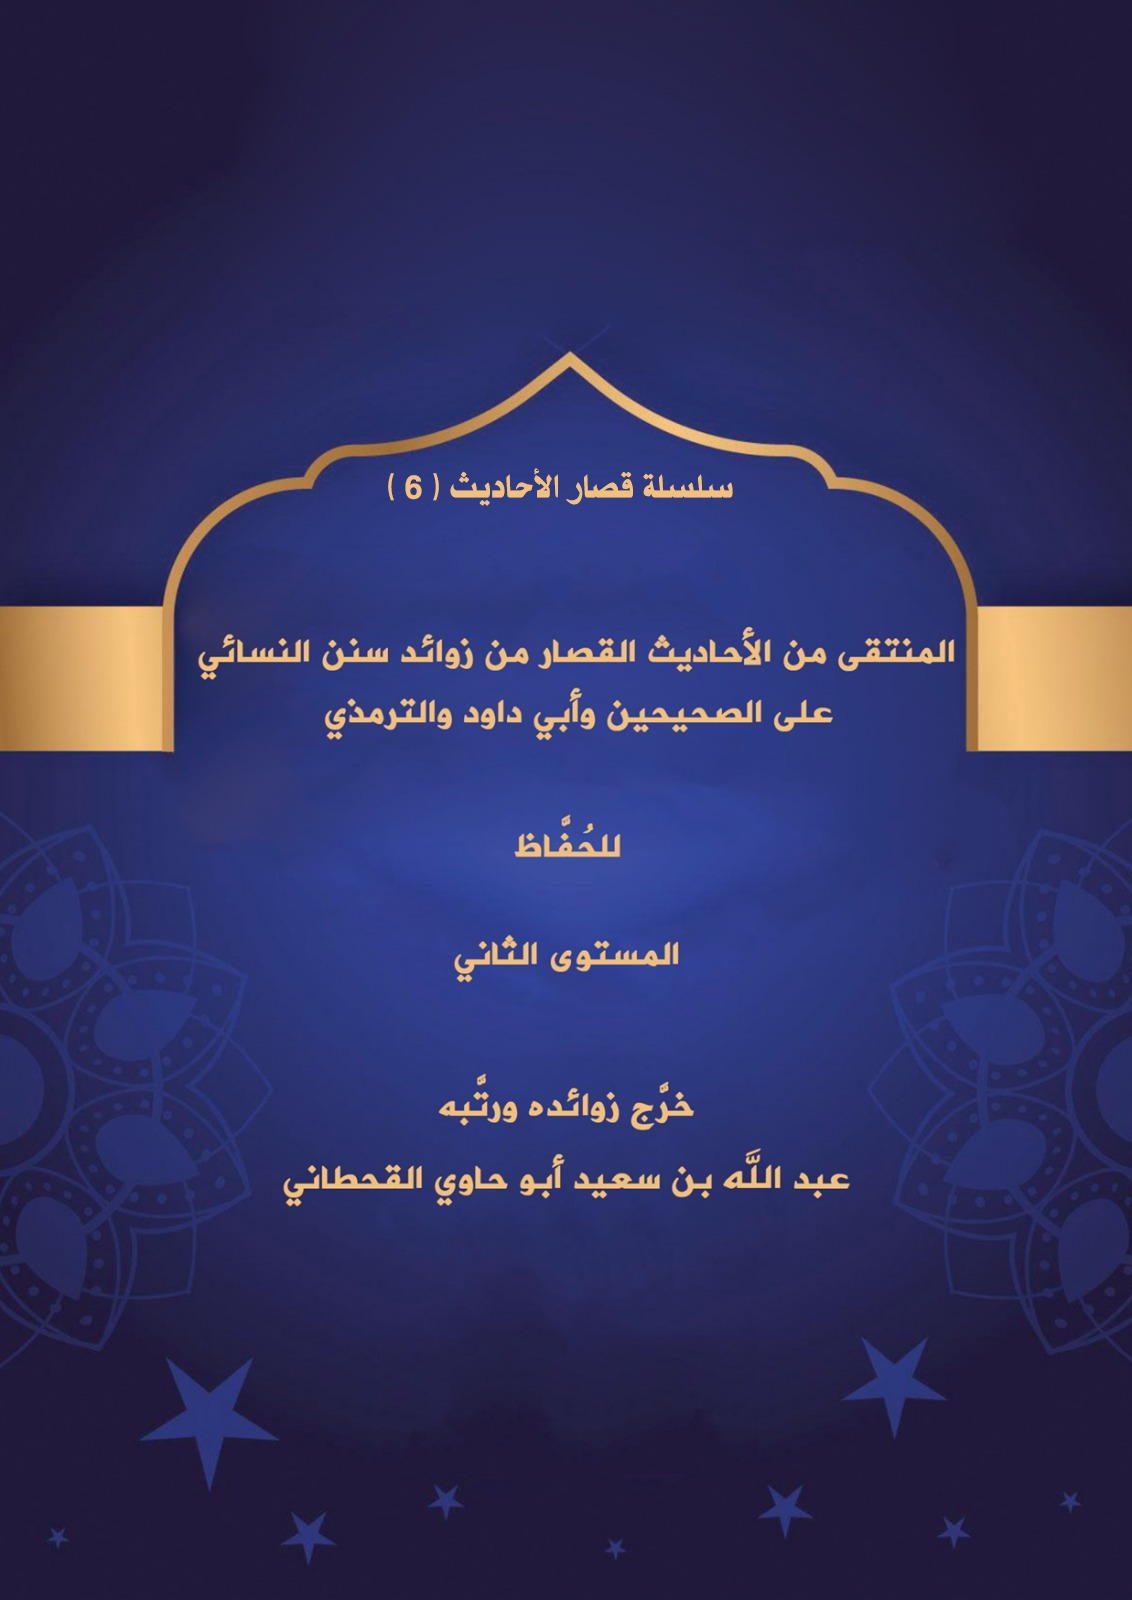 سلسلة قصار الأحاديث ( 6 )
المنتقى من الأحاديث القصار من زوائد سنن النسائي
على الصحيحين وأبي داود والترمذي
للحُفَّاظ
المستوى الثاني
خرَّج زوائده ورتَّبه
عبد اللَّه بن سعيد أبو حاوي القحطاني